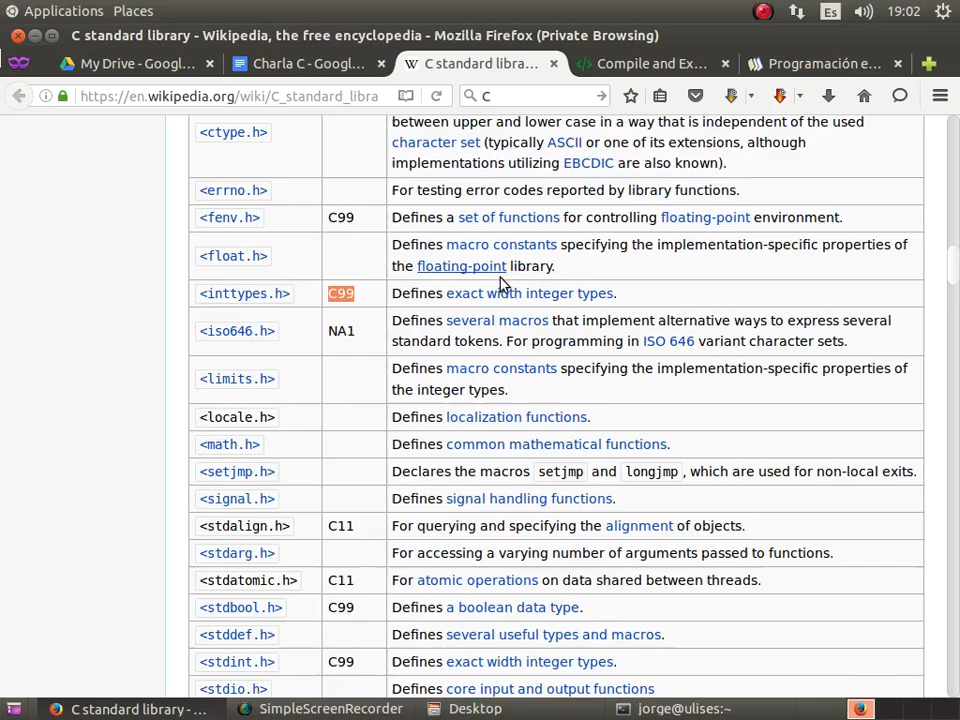 Applications Places Es 19:02
C standard library - Wikipedia, the free encyclopedia - Mozilla Firefox (Private Browsing)
My Drive - Googl... Charla C - Googl... W C standard libra... Compile and Ex... Programación e...
https://en.wikipedia.org/wiki/C_standard_libra C
between upper and lower case in a way that is independent of the used
<ctype.h> character set (typically ASCII or one of its extensions, although
implementations utilizing EBCDIC are also known).
<errno.h> For testing error codes reported by library functions.
<fenv.h> C99 Defines a set of functions for controlling floating-point environment.
<float.h> Defines macro constants specifying the implementation-specific properties of
the floating-point library.
<inttypes.h> C99 Defines exact width integer types.
<iso646.h> NA1 Defines several macros that implement alternative ways to express several
standard tokens. For programming in ISO 646 variant character sets.
<limits.h> Defines macro constants specifying the implementation-specific properties of
the integer types.
<locale.h> Defines localization functions.
<math.h> Defines common mathematical functions.
<setjmp.h> Declares the macros setjmp and longjmp, which are used for non-local exits.
<signal.h> Defines signal handling functions.
<stdalign.h> C11 For querying and specifying the alignment of objects.
<stdarg.h> For accessing a varying number of arguments passed to functions.
<stdatomic.h> C11 For atomic operations on data shared between threads.
<stdbool.h> C99 Defines a boolean data type.
<stddef.h> Defines several useful types and macros.
<stdint.h> C99 Defines exact width integer types.
<stdio.h> Defines core input and output functions
C standard library - ... SimpleScreenRecorder Desktop jorge@ulises:~